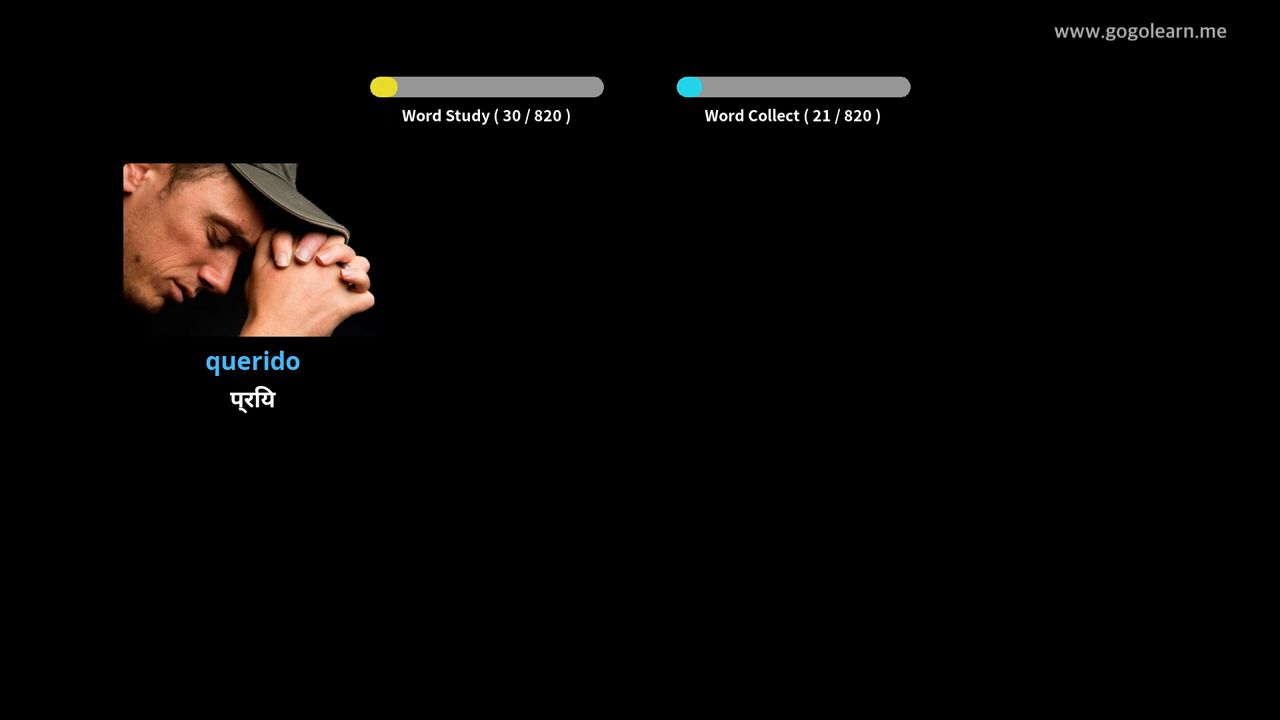 www.gogolearn.me
Word Study ( 30 / 820 )
Word Collect ( 21 / 820 )
querido
प्रयि